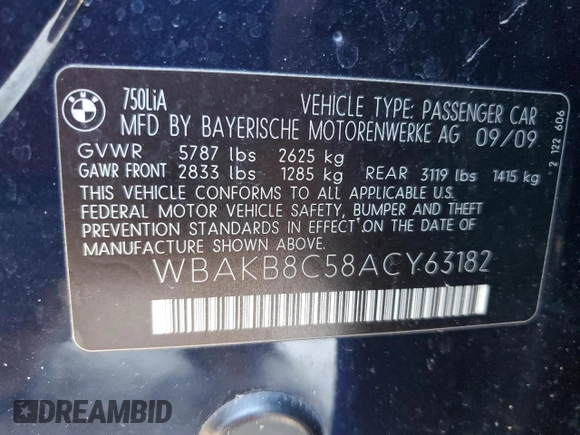 BMW
750LiA
VEHICLE TYPE: PASSENGER CAR
MFD BY BAYERISCHE MOTORENWERKE AG 09/09
GVWR 5787 lbs 2625 kg
GAWR FRONT 2833 lbs 1285 kg REAR 3119 lbs 1415 kg
THIS VEHICLE CONFORMS TO ALL APPLICABLE U.S.
FEDERAL MOTOR VEHICLE SAFETY, BUMPER AND THEFT
PREVENTION STANDARDS IN EFFECT ON THE DATE OF
MANUFACTURE SHOWN ABOVE.
WBAKB8C58ACY63182
2 122 606
DREAMBID